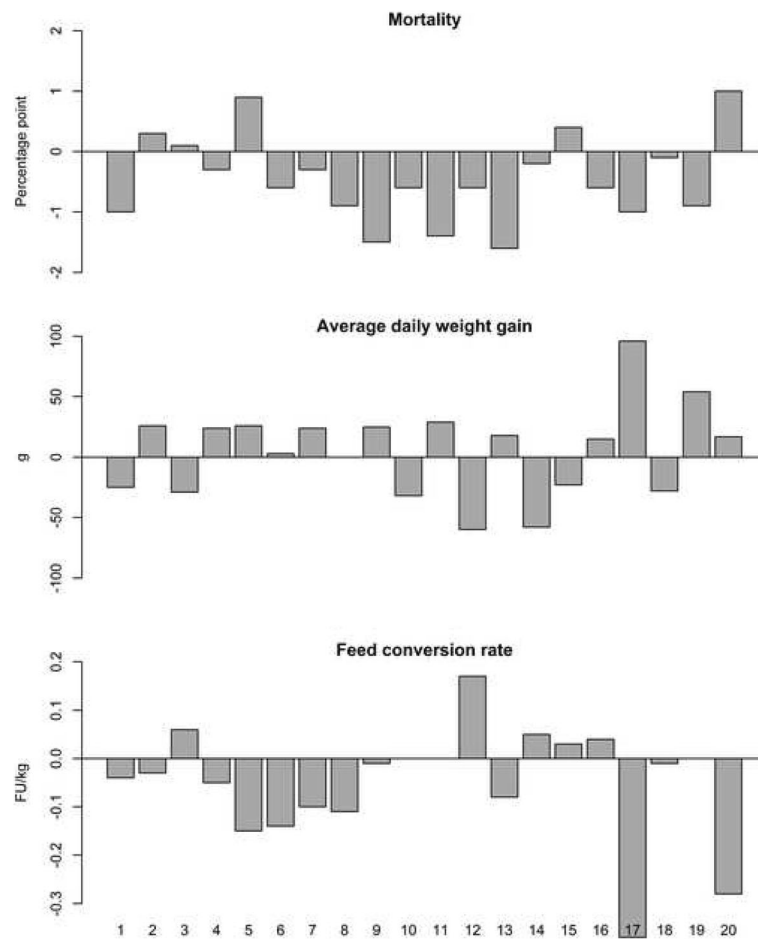 Mortality
2
1
0
-1
-2
Percentage point
Average daily weight gain
100
50
0
-50
-100
g
Feed conversion rate
0.2
0.1
0.0
-0.1
-0.2
-0.3
FU/kg
1 2 3 4 5 6 7 8 9 10 11 12 13 14 15 16 17 18 19 20